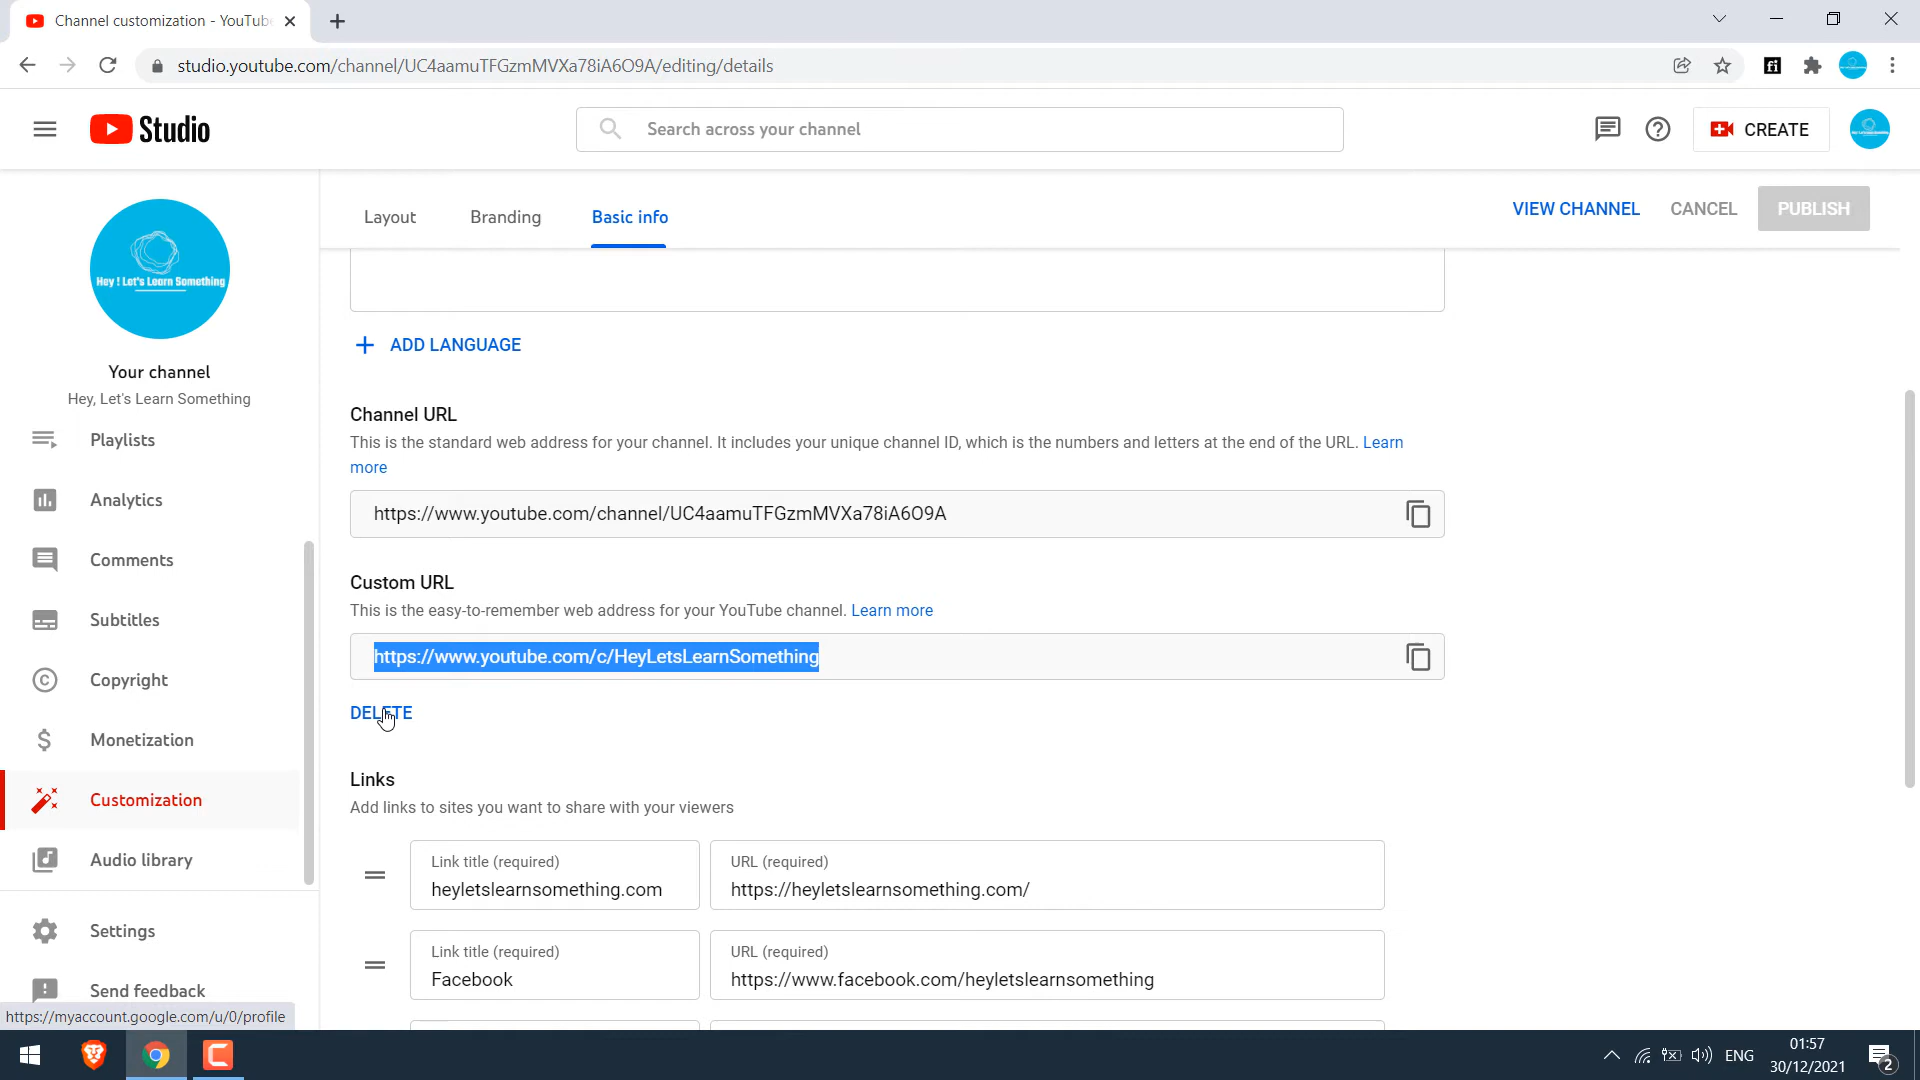 Channel customization - YouTube
studio.youtube.com/channel/UC4aamuTFGzmMVXa78iA6O9A/editing/details
Studio
Search across your channel
CREATE
Hey ! Let's Learn Something
Your channel
Hey, Let's Learn Something
Playlists
Analytics
Comments
Subtitles
Copyright
Monetization
Customization
Audio library
Settings
Send feedback
https://myaccount.google.com/u/0/profile
Layout
Branding
Basic info
VIEW CHANNEL
CANCEL
PUBLISH
ADD LANGUAGE
Channel URL
This is the standard web address for your channel. It includes your unique channel ID, which is the numbers and letters at the end of the URL. Learn
more
https://www.youtube.com/channel/UC4aamuTFGzmMVXa78iA6O9A
Custom URL
This is the easy-to-remember web address for your YouTube channel. Learn more
https://www.youtube.com/c/HeyLetsLearnSomething
DELETE
Links
Add links to sites you want to share with your viewers
Link title (required)
heyletslearnsomething.com
URL (required)
https://heyletslearnsomething.com/
Link title (required)
Facebook
URL (required)
https://www.facebook.com/heyletslearnsomething
ENG
01:57
30/12/2021
2